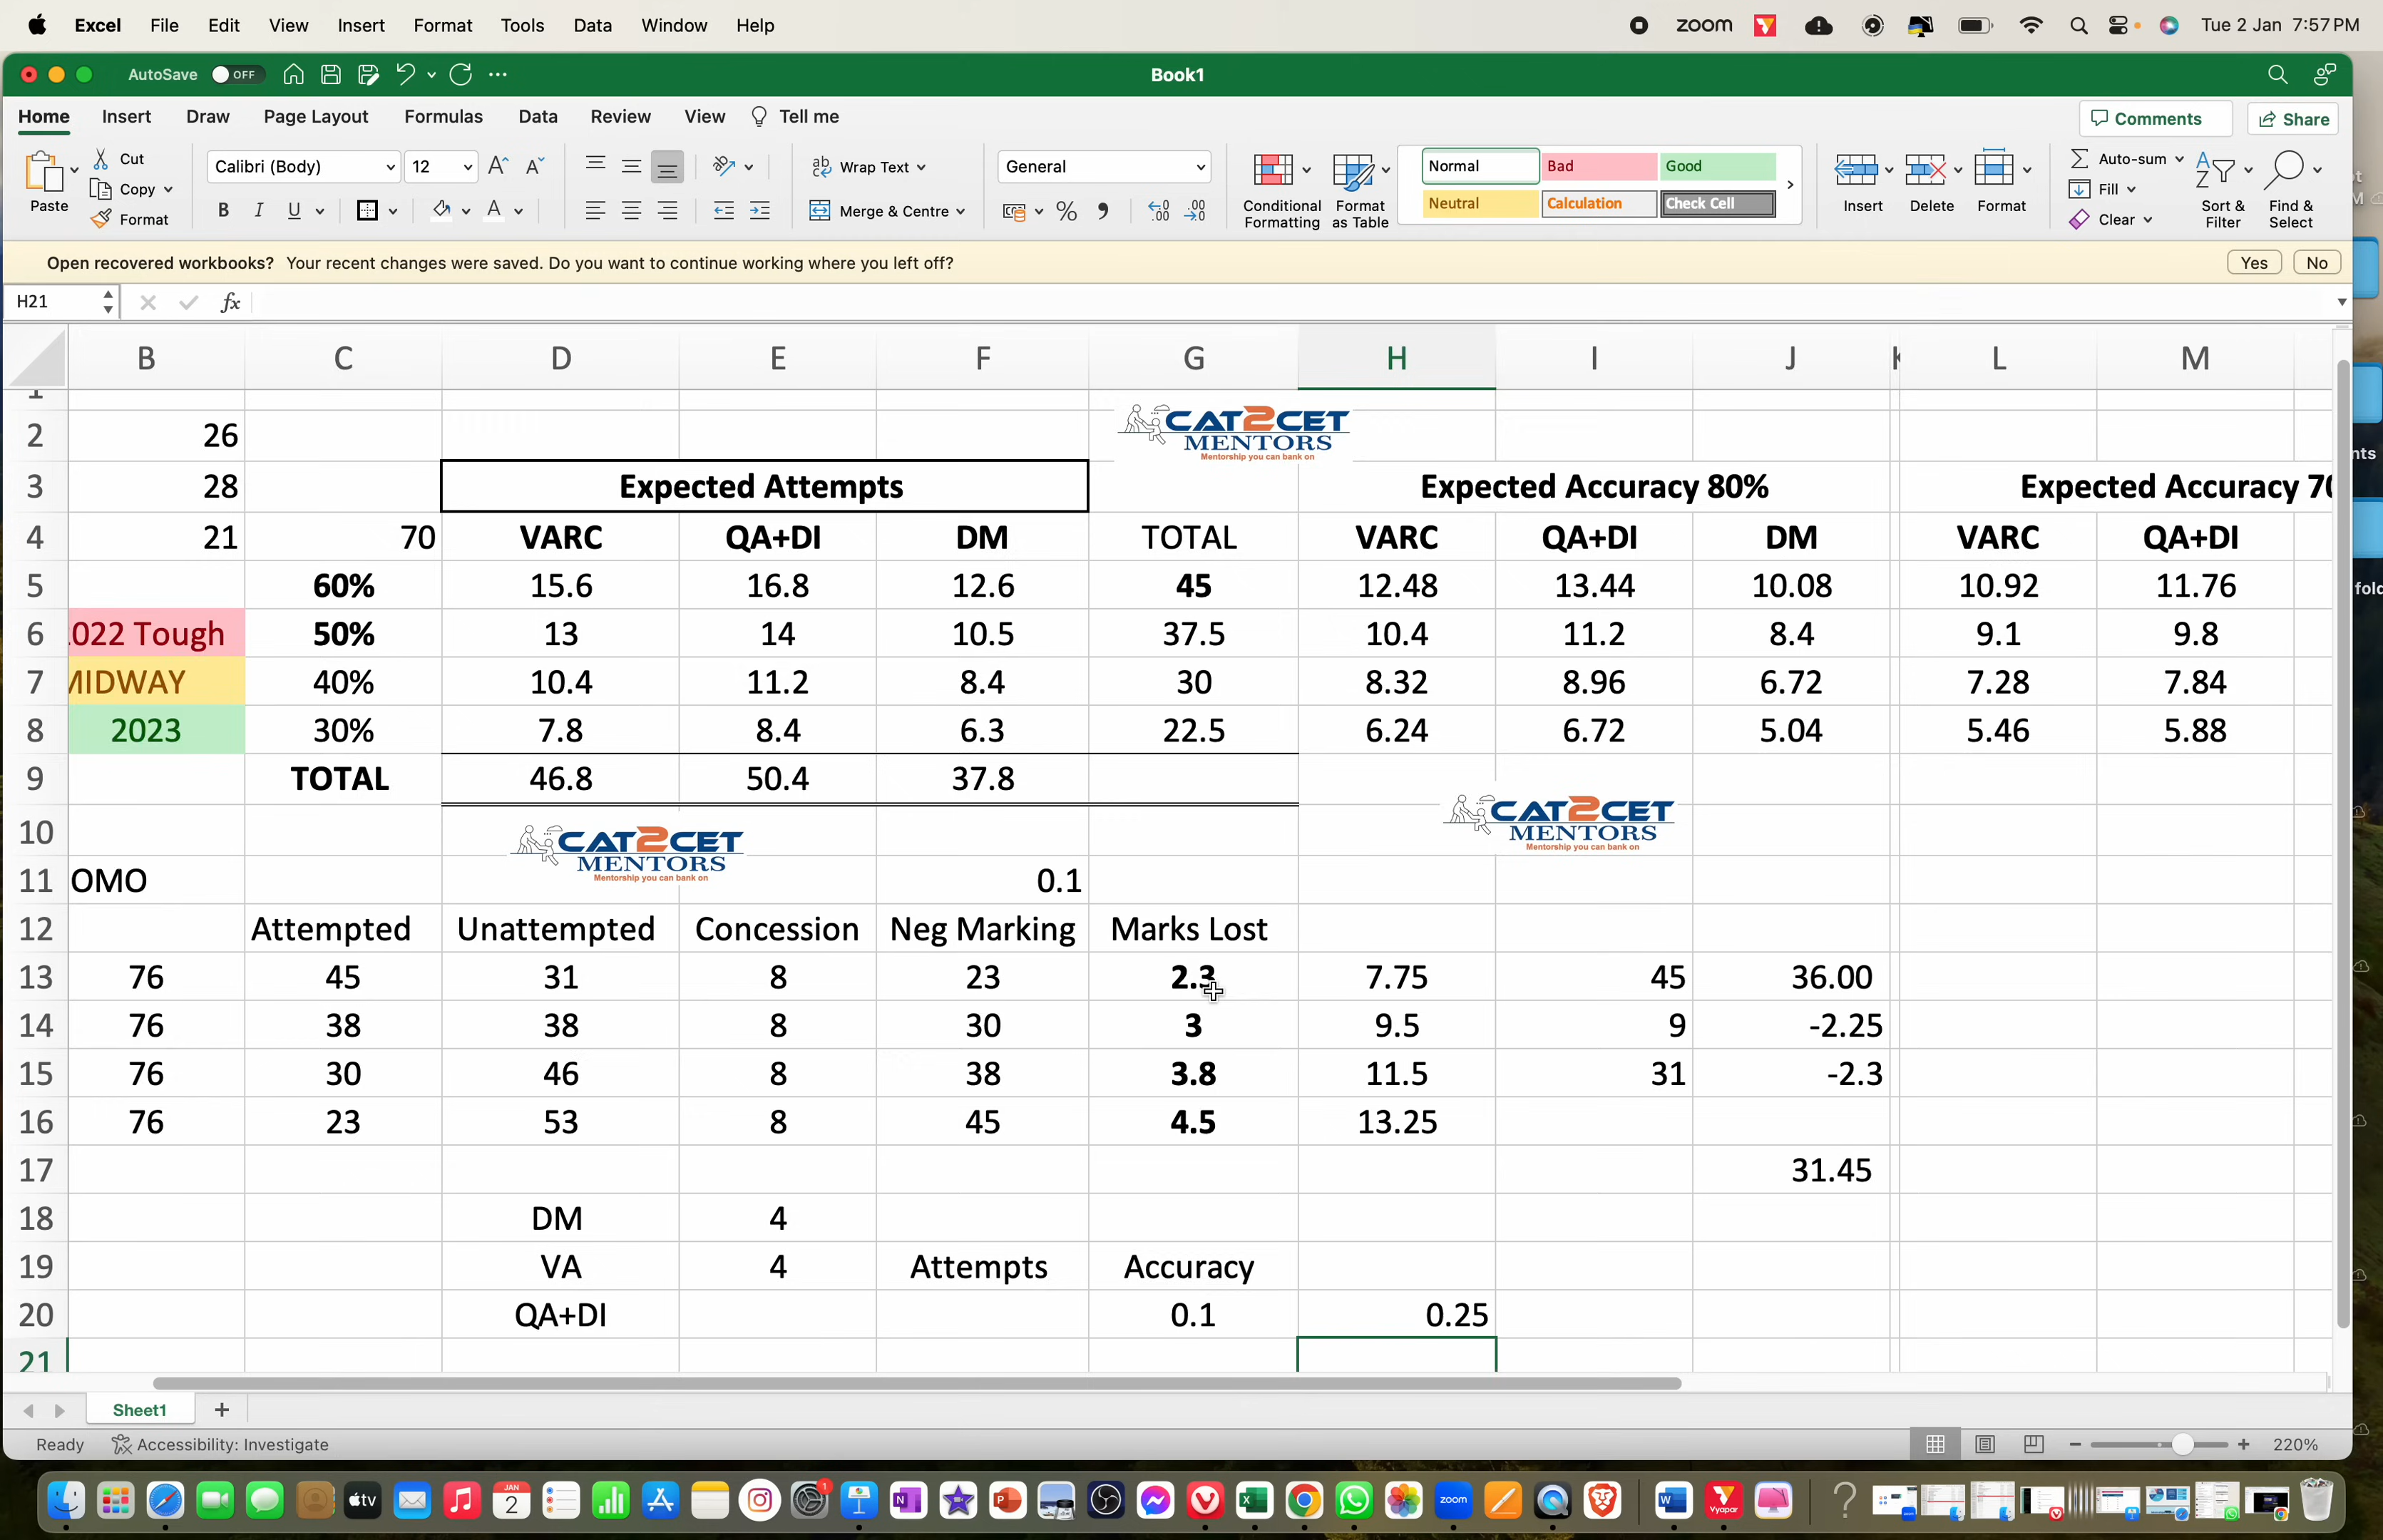 Excel File Edit View Insert Format Tools Data Window Help zoom Tue 2 Jan 7:57 PM
AutoSave OFF Book1
Home Insert Draw Page Layout Formulas Data Review View Tell me Comments Share
Paste Cut Copy Format Calibri (Body) 12 Wrap Text Merge & Centre General Conditional Formatting Format as Table Normal Bad Good Neutral Calculation Check Cell Insert Delete Format Auto-sum Fill Clear Sort & Filter Find & Select
Open recovered workbooks? Your recent changes were saved. Do you want to continue working where you left off? Yes No
H21 fx
B C D E F G H I J K L M
1
2 26 CAT2CET MENTORS Mentorship you can bank on
3 28 Expected Attempts Expected Accuracy 80% Expected Accuracy 70
4 21 70 VARC QA+DI DM TOTAL VARC QA+DI DM VARC QA+DI
5 60% 15.6 16.8 12.6 45 12.48 13.44 10.08 10.92 11.76
6 2022 Tough 50% 13 14 10.5 37.5 10.4 11.2 8.4 9.1 9.8
7 MIDWAY 40% 10.4 11.2 8.4 30 8.32 8.96 6.72 7.28 7.84
8 2023 30% 7.8 8.4 6.3 22.5 6.24 6.72 5.04 5.46 5.88
9 TOTAL 46.8 50.4 37.8
10 CAT2CET MENTORS Mentorship you can bank on CAT2CET MENTORS Mentorship you can bank on
11 OMO 0.1
12 Attempted Unattempted Concession Neg Marking Marks Lost
13 76 45 31 8 23 2.3 7.75 45 36.00
14 76 38 38 8 30 3 9.5 9 -2.25
15 76 30 46 8 38 3.8 11.5 31 -2.3
16 76 23 53 8 45 4.5 13.25
17 31.45
18 DM 4
19 VA 4 Attempts Accuracy
20 QA+DI 0.1 0.25
21
Sheet1
Ready Accessibility: Investigate 220%
tv JAN 2 1 zoom Vyapar